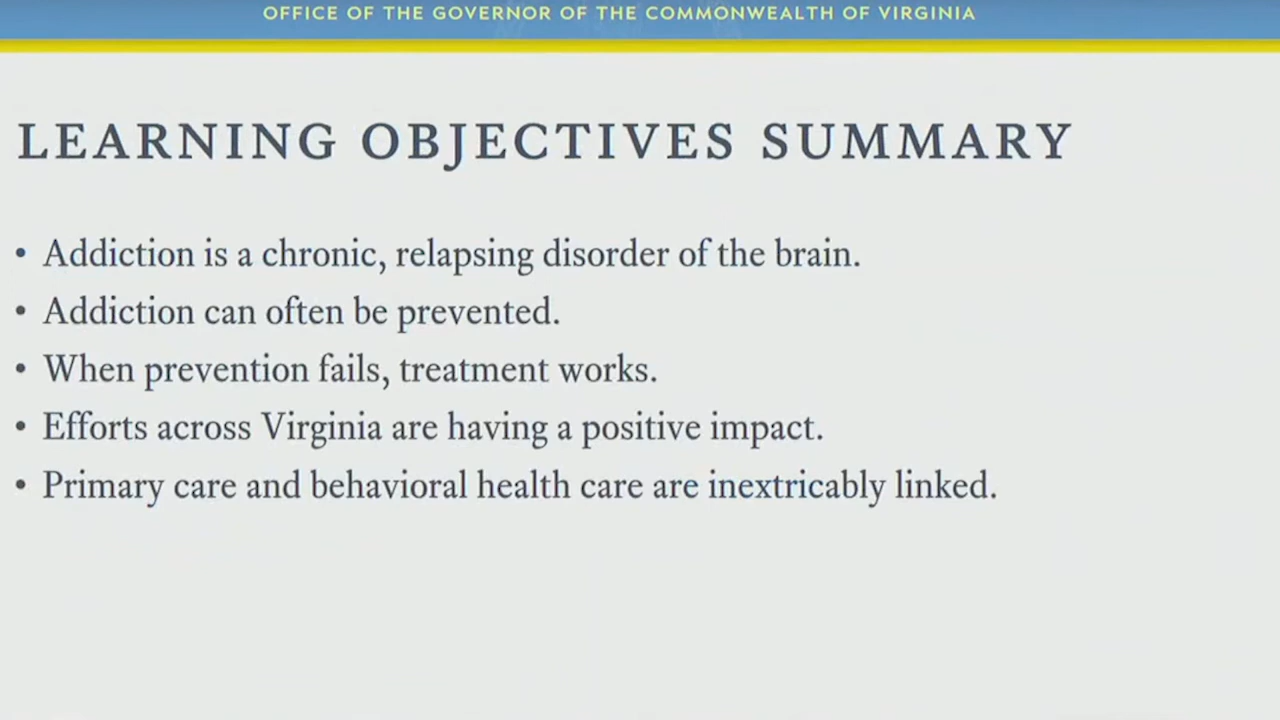 OFFICE OF THE GOVERNOR OF THE COMMONWEALTH OF VIRGINIA
LEARNING OBJECTIVES SUMMARY
• Addiction is a chronic, relapsing disorder of the brain.
• Addiction can often be prevented.
• When prevention fails, treatment works.
• Efforts across Virginia are having a positive impact.
• Primary care and behavioral health care are inextricably linked.